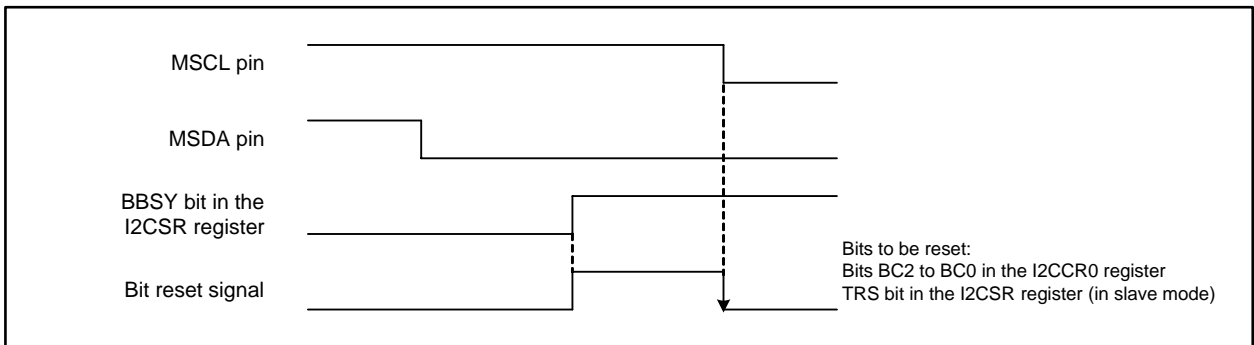 MSCL pin
MSDA pin
BBSY bit in the
I2CSR register
Bit reset signal
Bits to be reset:
Bits BC2 to BC0 in the I2CCR0 register
TRS bit in the I2CSR register (in slave mode)